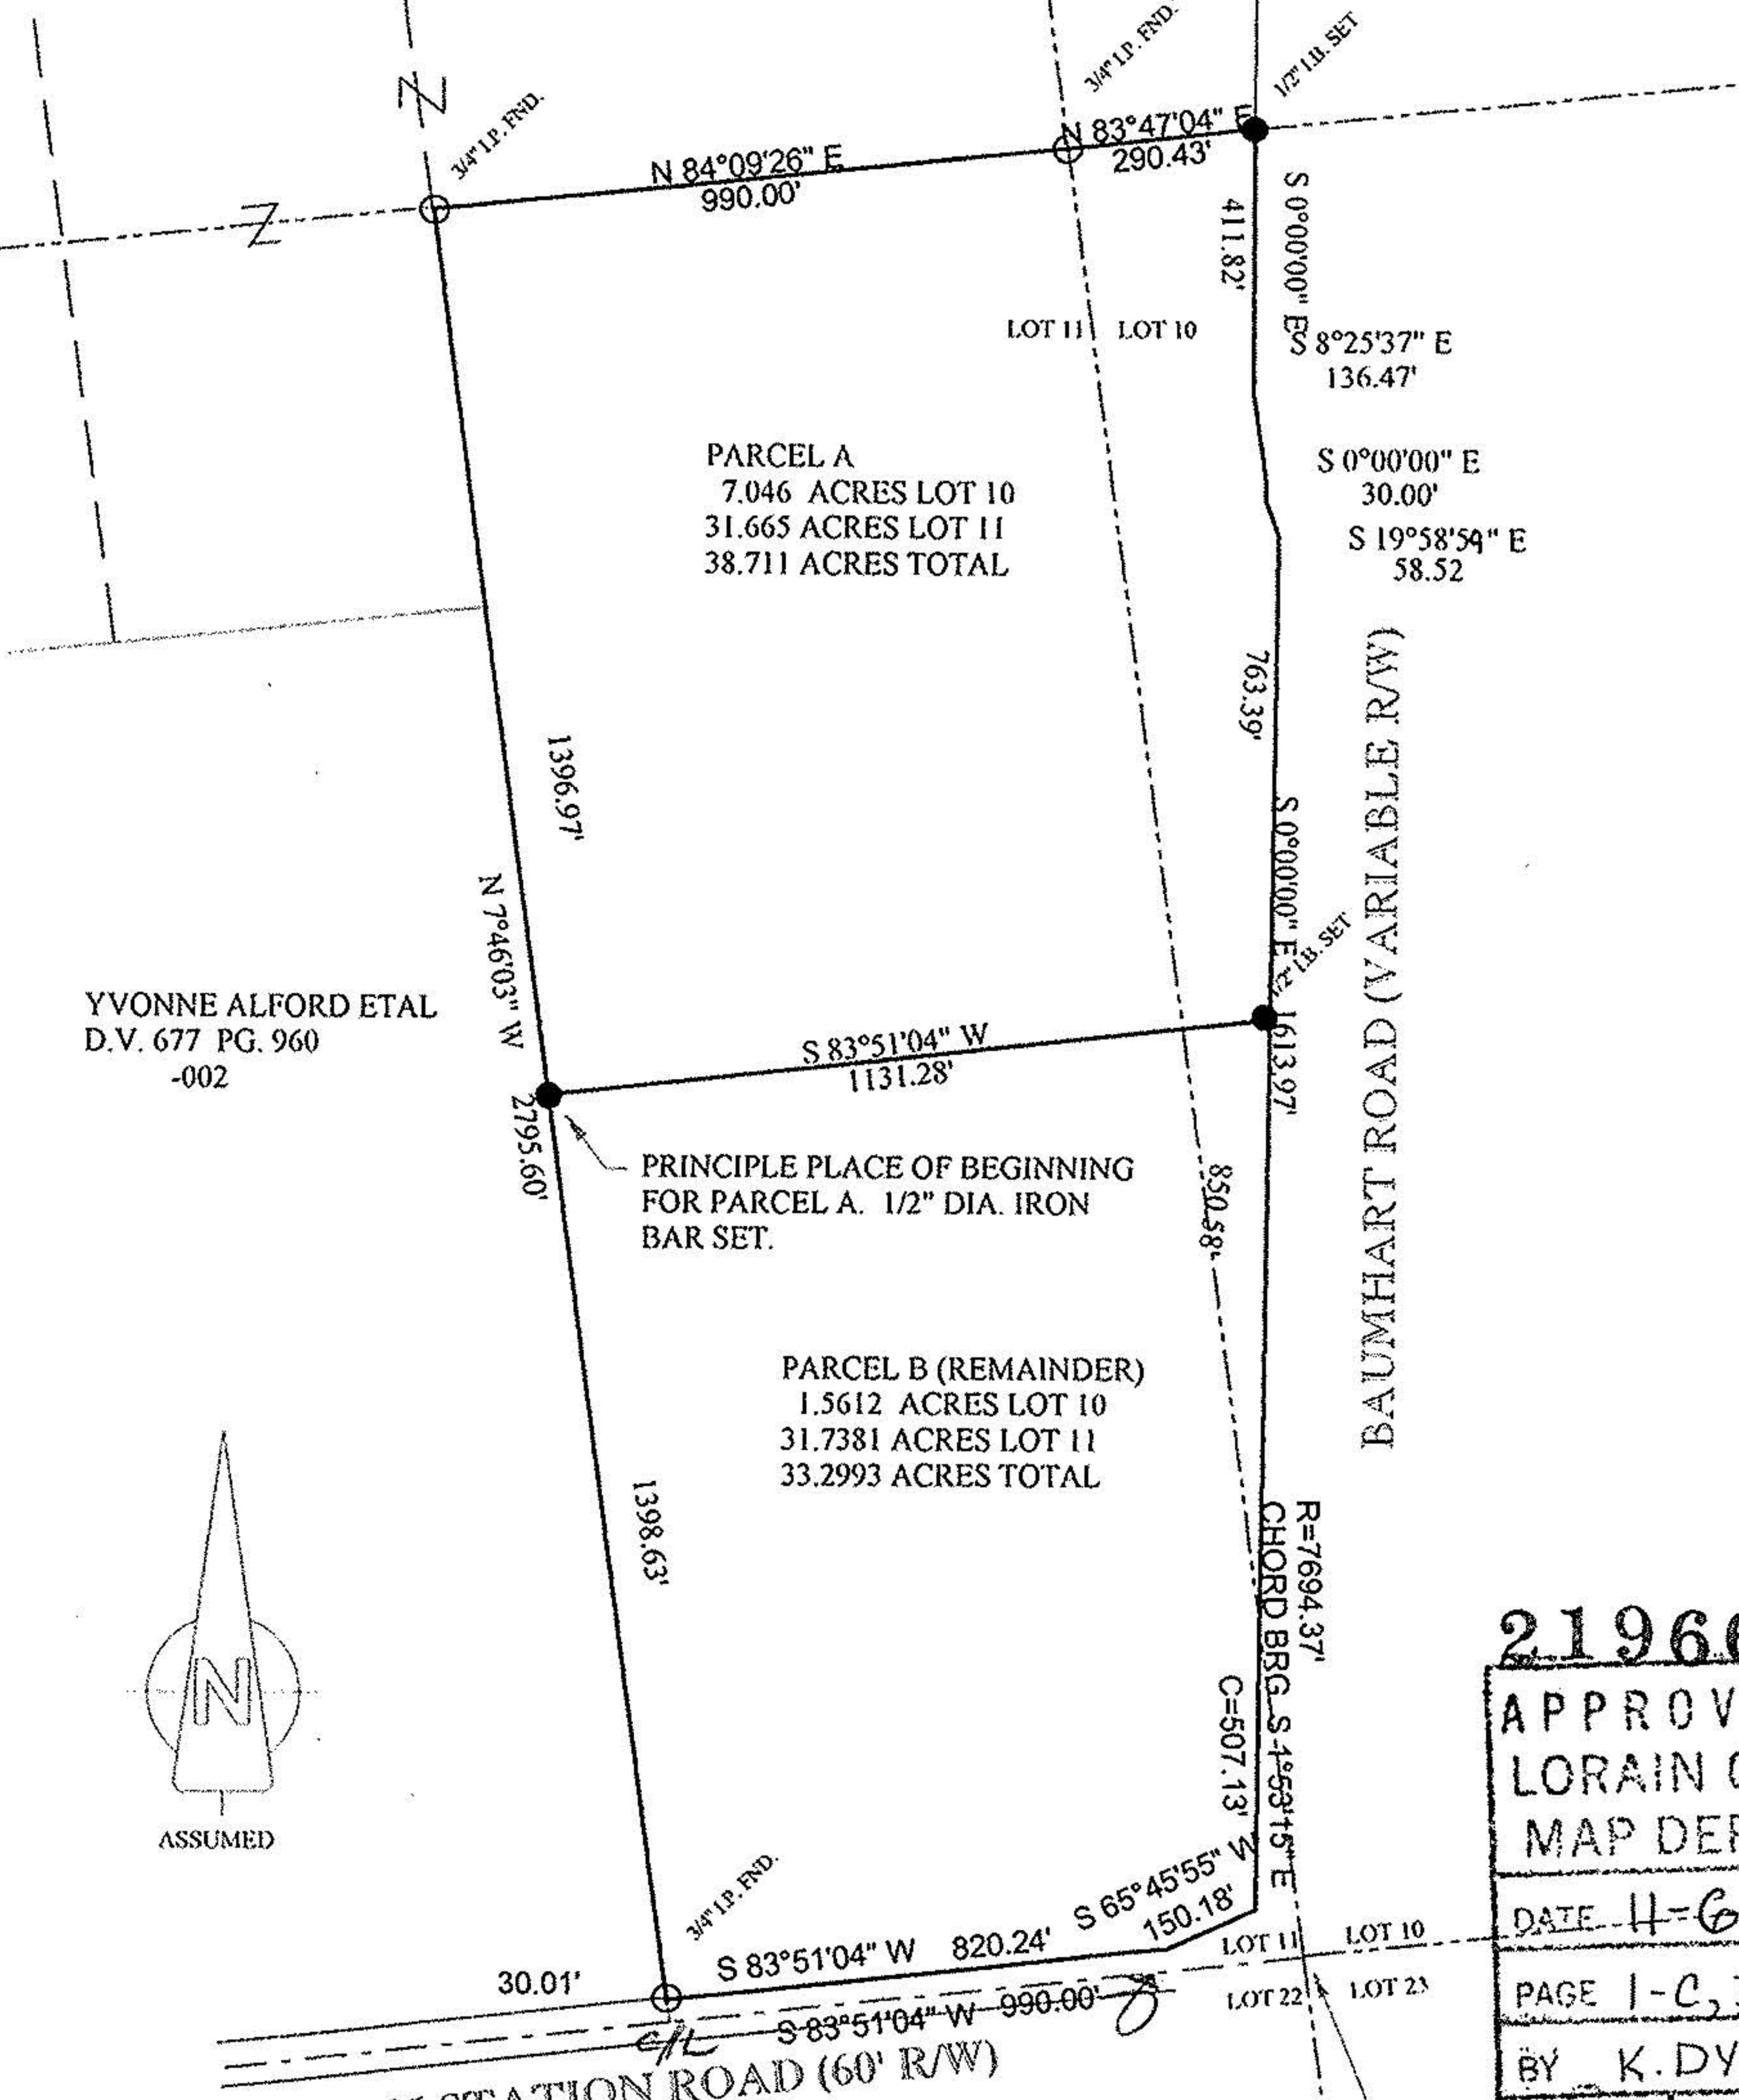 3/4" I.P. FND.
1/2" I.B. SET
3/4" I.P. FND.
N 83°47'04" E
290.43'
N 84°09'26" E
990.00'
S 0°00'00" E
411.82'
LOT 11
LOT 10
S 8°25'37" E
136.47'
PARCEL A
7.046 ACRES LOT 10
31.665 ACRES LOT 11
38.711 ACRES TOTAL
S 0°00'00" E
30.00'
S 19°58'59" E
58.52
763.39'
1396.97'
BAUMHART ROAD (VARIABLE R/W)
N 7°46'03" W
2795.60'
S 0°00'00" E
1613.97'
I.B. SET
YVONNE ALFORD ETAL
D.V. 677 PG. 960
-002
S 83°51'04" W
1131.28'
PRINCIPLE PLACE OF BEGINNING
FOR PARCEL A. 1/2" DIA. IRON
BAR SET.
850.58'
PARCEL B (REMAINDER)
1.5612 ACRES LOT 10
31.7381 ACRES LOT 11
33.2993 ACRES TOTAL
1398.63'
R=7694.37'
CHORD BRG S 1°53'15" E
C=507.13'
N
ASSUMED
3/4" I.P. FND.
S 65°45'55" W
150.18'
S 83°51'04" W 820.24'
30.01'
LOT 11
LOT 10
LOT 22
LOT 23
S 83°51'04" W 990.00'
C/L
STATION ROAD (60' R/W)
2196
APPROV
LORAIN
MAP DE
DATE 11-6
PAGE 1-C,
BY K. DY